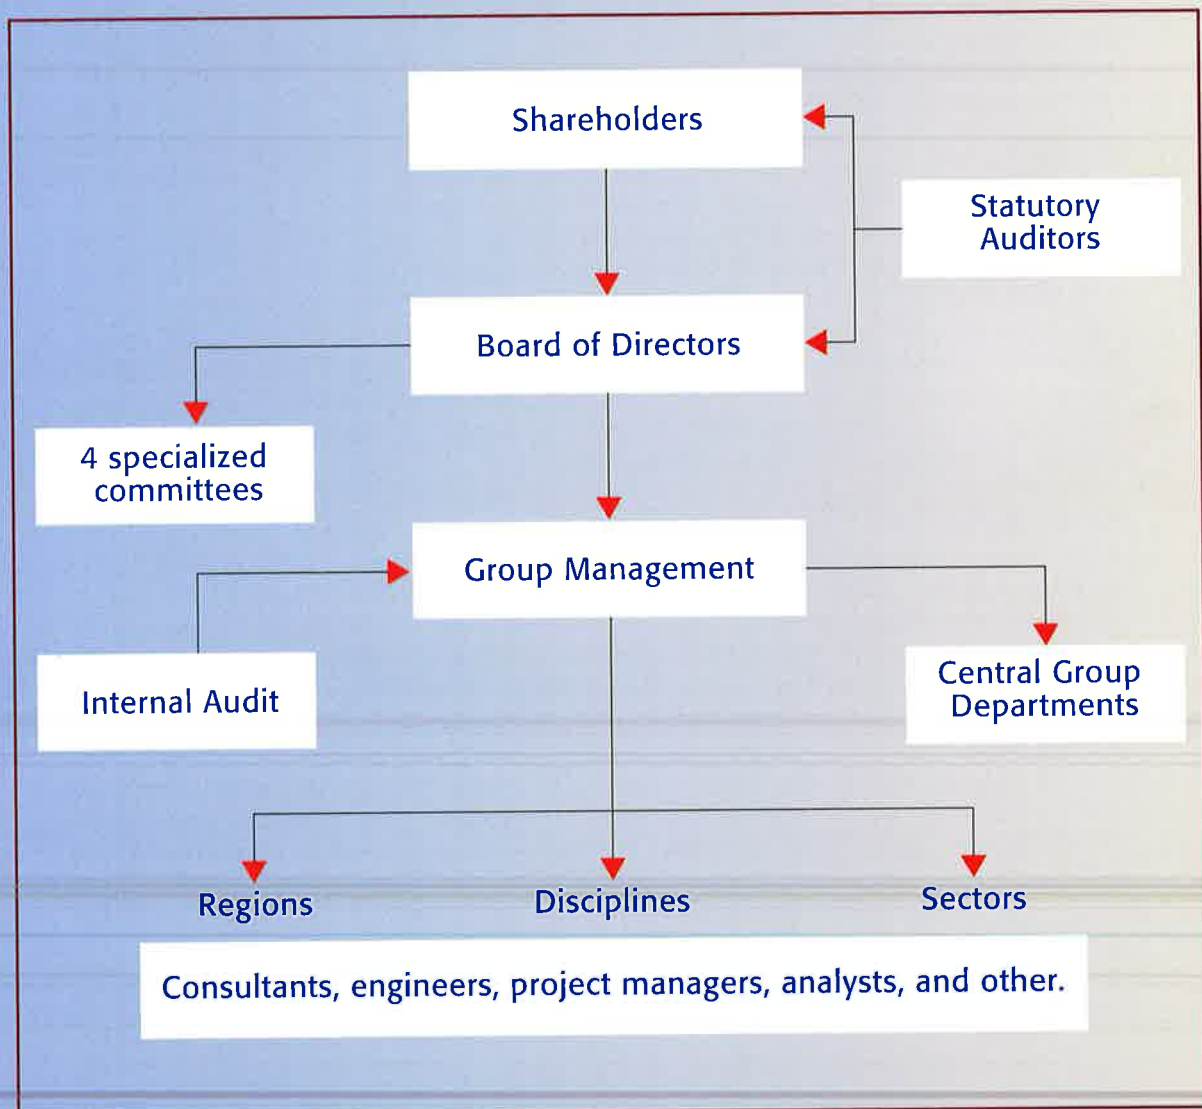 Shareholders
Statutory
Auditors
Board of Directors
4 specialized
committees
Group Management
Internal Audit
Central Group
Departments
Regions
Disciplines
Sectors
Consultants, engineers, project managers, analysts, and other.